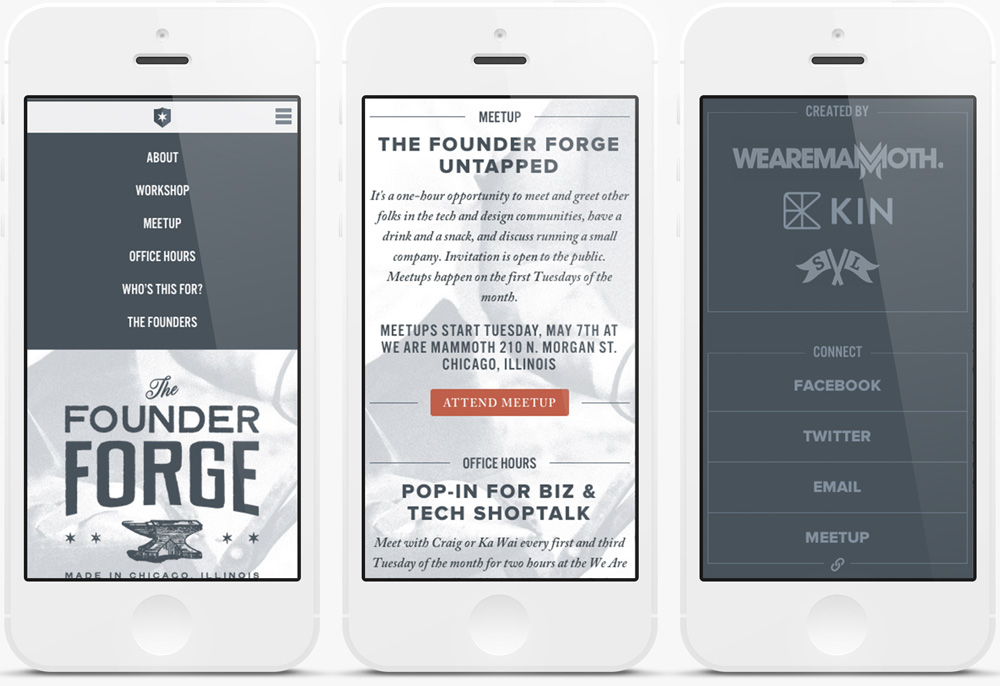 ABOUT
WORKSHOP
MEETUP
OFFICE HOURS
WHO'S THIS FOR?
THE FOUNDERS
The
FOUNDER
FORGE
MADE IN CHICAGO, ILLINOIS
MEETUP
THE FOUNDER FORGE
UNTAPPED
It's a one-hour opportunity to meet and greet other
folks in the tech and design communities, have a
drink and a snack, and discuss running a small
company. Invitation is open to the public.
Meetups happen on the first Tuesdays of the
month.
MEETUPS START TUESDAY, MAY 7TH AT
WE ARE MAMMOTH 210 N. MORGAN ST.
CHICAGO, ILLINOIS
ATTEND MEETUP
OFFICE HOURS
POP-IN FOR BIZ &
TECH SHOPTALK
Meet with Craig or Ka Wai every first and third
Tuesday of the month for two hours at the We Are
CREATED BY
WEAREMAMMOTH.
KIN
S L
CONNECT
FACEBOOK
TWITTER
EMAIL
MEETUP